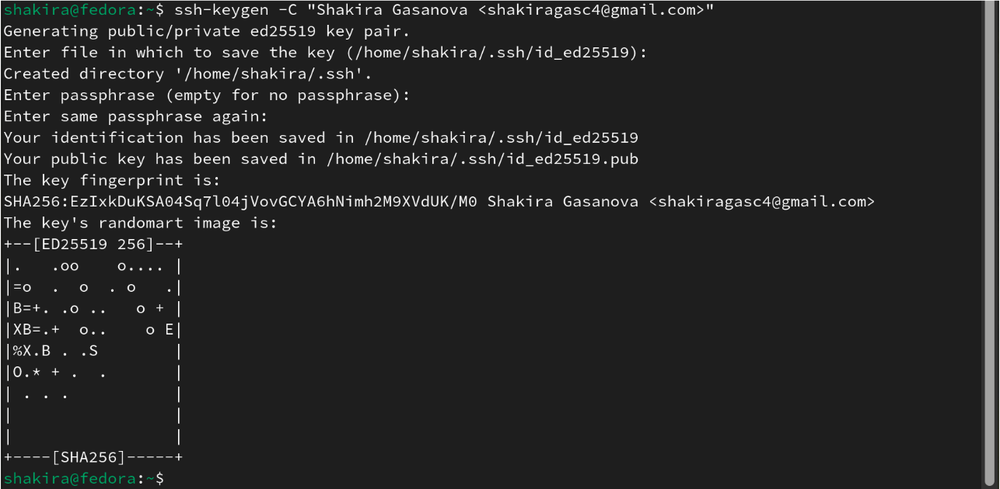 shakira@fedora:~$ ssh-keygen -C "Shakira Gasanova <shakiragasc4@gmail.com>"
Generating public/private ed25519 key pair.
Enter file in which to save the key (/home/shakira/.ssh/id_ed25519):
Created directory '/home/shakira/.ssh'.
Enter passphrase (empty for no passphrase):
Enter same passphrase again:
Your identification has been saved in /home/shakira/.ssh/id_ed25519
Your public key has been saved in /home/shakira/.ssh/id_ed25519.pub
The key fingerprint is:
SHA256:EzIxkDuKSA04Sq7l04jVovGCYA6hNimh2M9XVdUK/M0 Shakira Gasanova <shakiragasc4@gmail.com>
The key's randomart image is:
+--[ED25519 256]--+
|.   .oo    o.... |
|=o  .  o  . o   .|
|B=+. .o ..   o + |
|XB=.+  o..    o E|
|%X.B . .S        |
|O.* + .  .       |
| . . .           |
|                 |
|                 |
+----[SHA256]-----+
shakira@fedora:~$